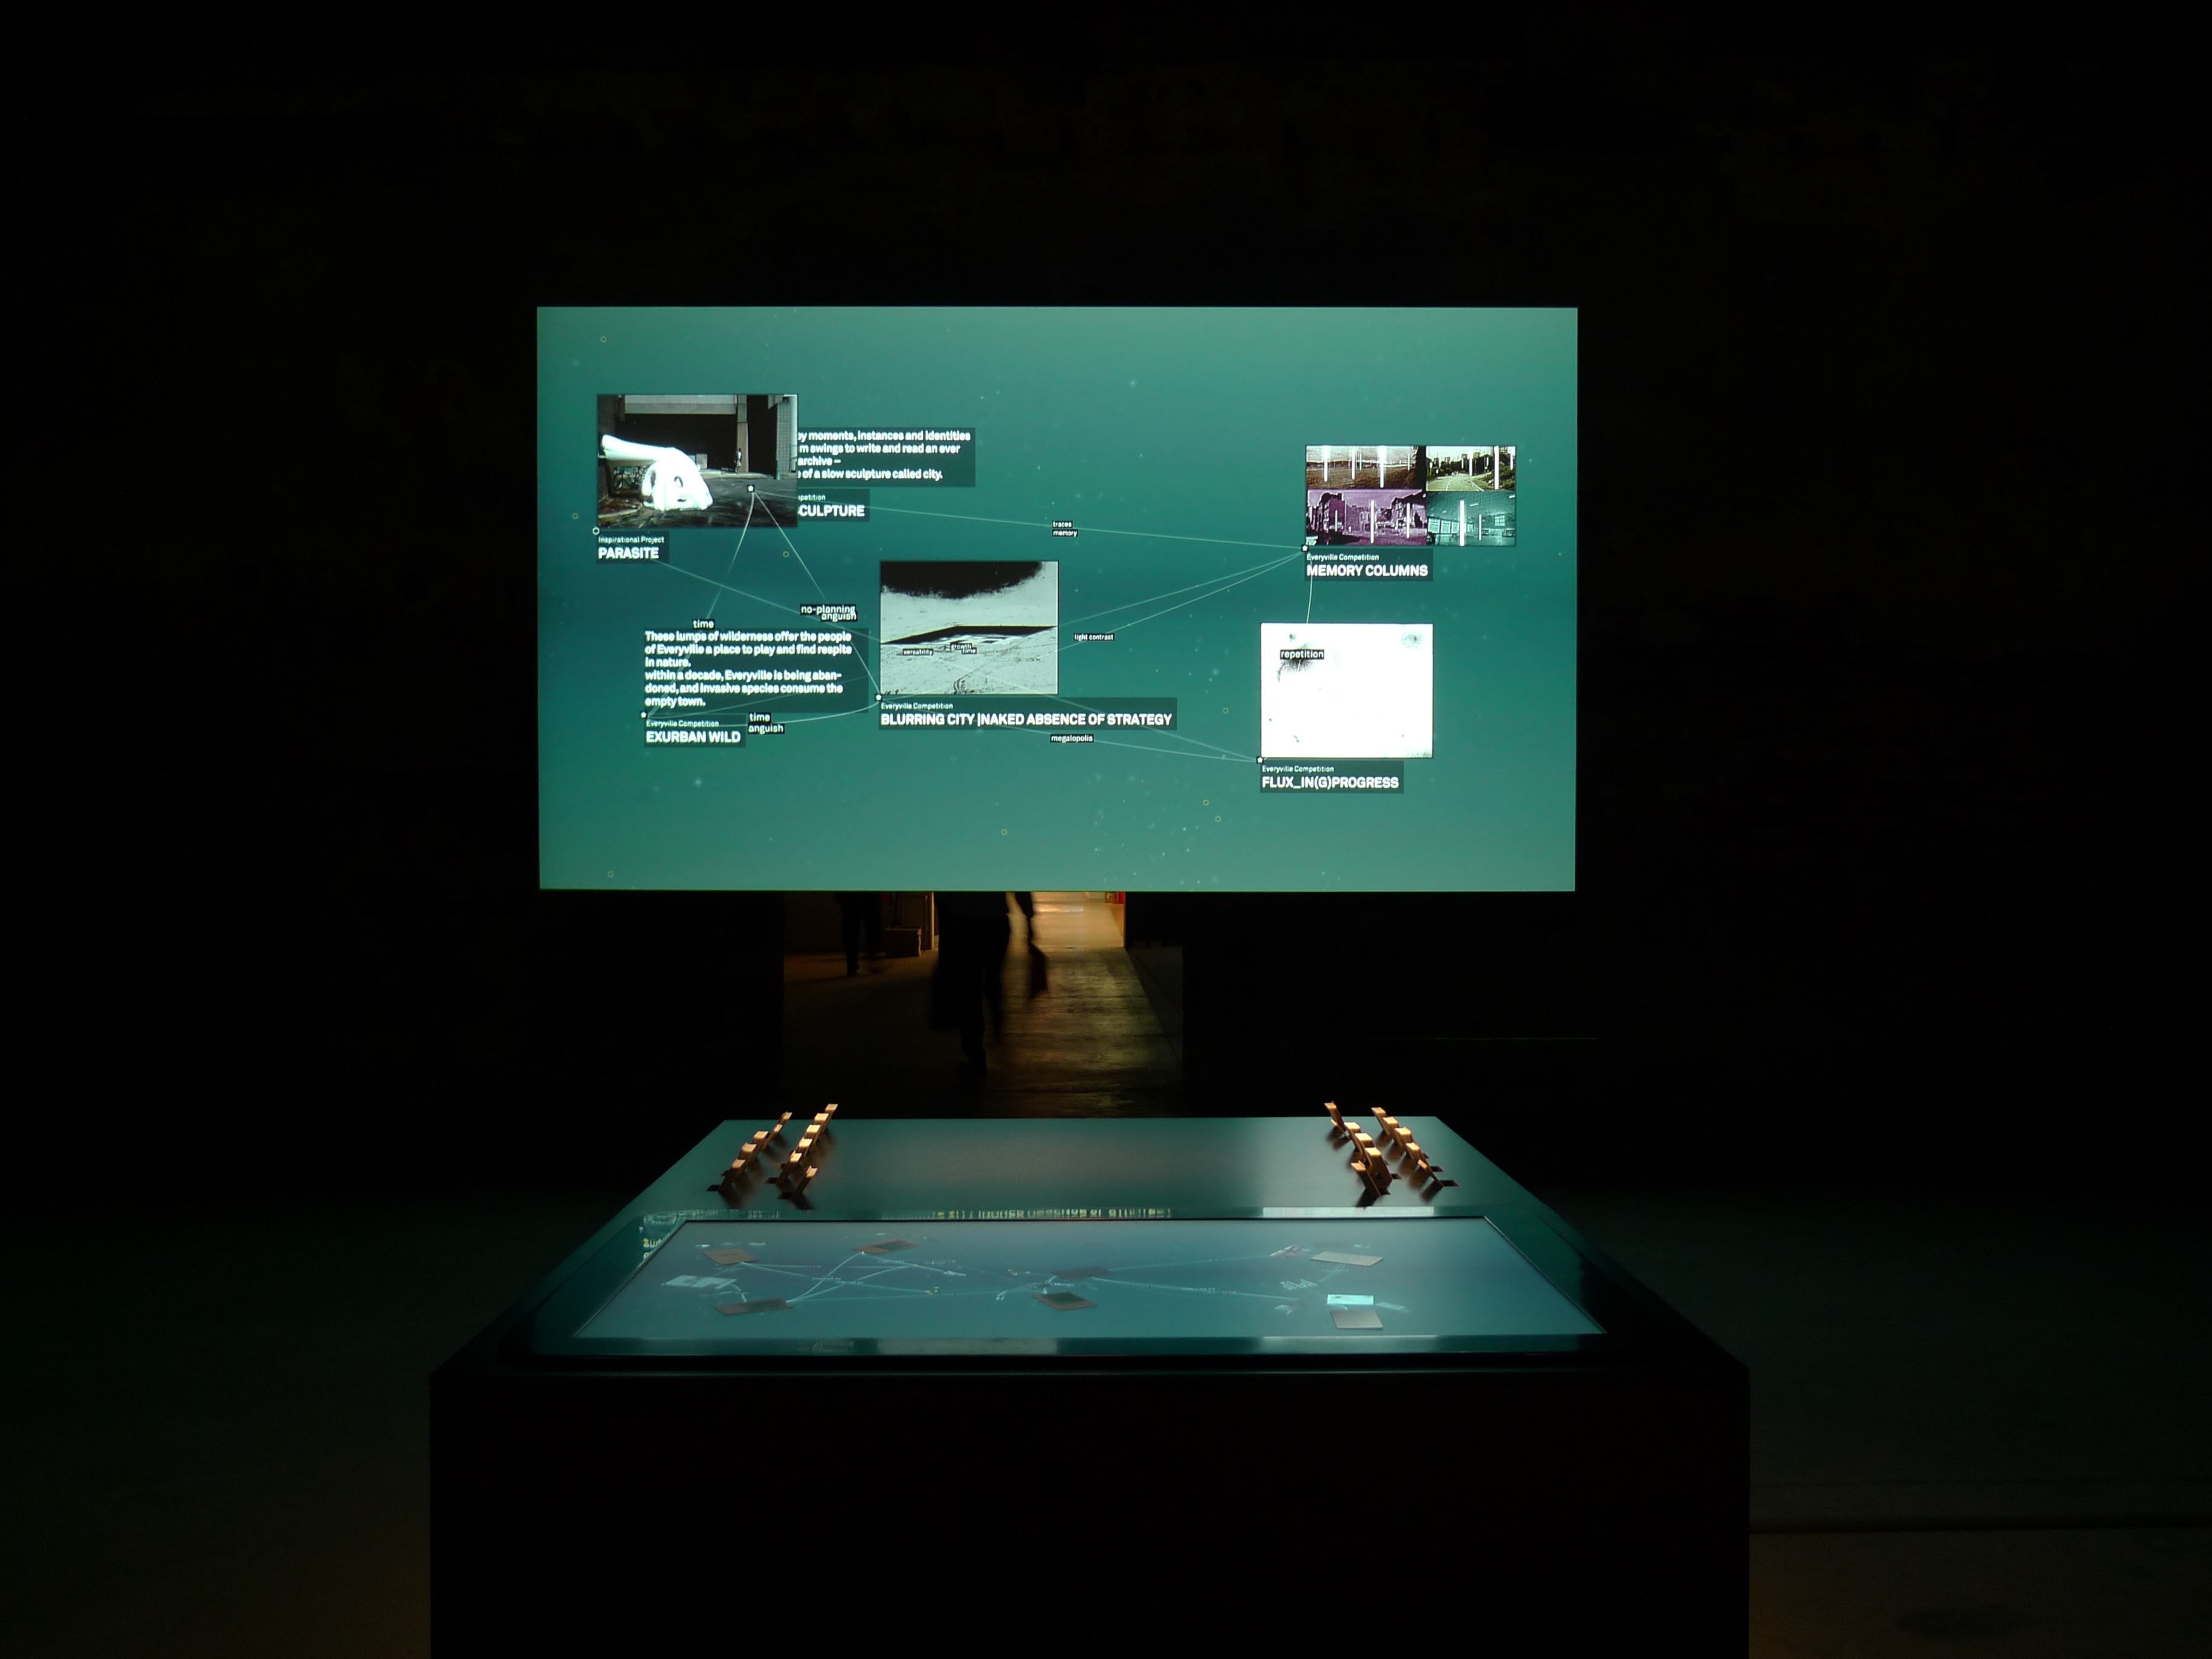 by moments, instances and identities
m swings to write and read an ever
archive –
of a slow sculpture called city.
Inspirational Project
PARASITE
SCULPTURE
traces
memory
Everyville Competition
MEMORY COLUMNS
no-planning
anguish
time
These lumps of wilderness offer the people
of Everyville a place to play and find respite
in nature.
within a decade, Everyville is being aban-
doned, and invasive species consume the
empty town.
Everyville Competition
EXURBAN WILD
time
anguish
versatility
light contrast
Everyville Competition
BLURRING CITY |NAKED ABSENCE OF STRATEGY
megalopolis
repetition
Everyville Competition
FLUX_IN(G)PROGRESS